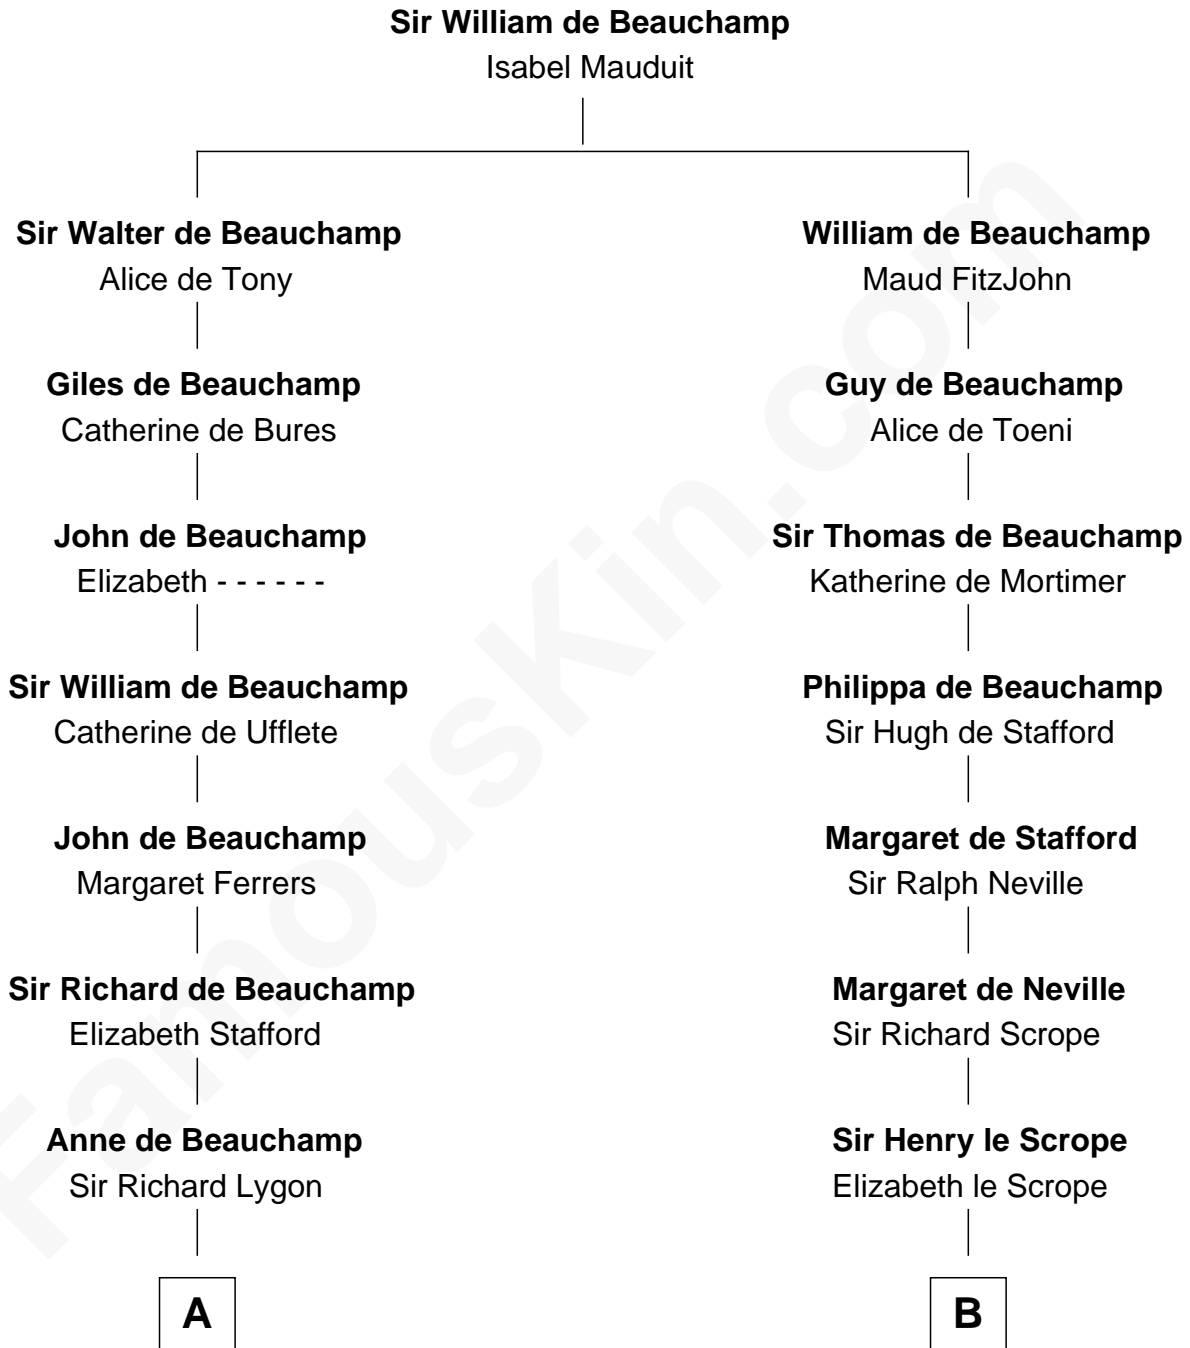 Sir William de Beauchamp
Isabel Mauduit
Sir Walter de Beauchamp
Alice de Tony
William de Beauchamp
Maud FitzJohn
Giles de Beauchamp
Catherine de Bures
Guy de Beauchamp
Alice de Toeni
John de Beauchamp
Elizabeth - - - - - -
Sir Thomas de Beauchamp
Katherine de Mortimer
Sir William de Beauchamp
Catherine de Ufflete
Philippa de Beauchamp
Sir Hugh de Stafford
John de Beauchamp
Margaret Ferrers
Margaret de Stafford
Sir Ralph Neville
Sir Richard de Beauchamp
Elizabeth Stafford
Margaret de Neville
Sir Richard Scrope
Anne de Beauchamp
Sir Richard Lygon
Sir Henry le Scrope
Elizabeth le Scrope
A
B
FamousKin.com